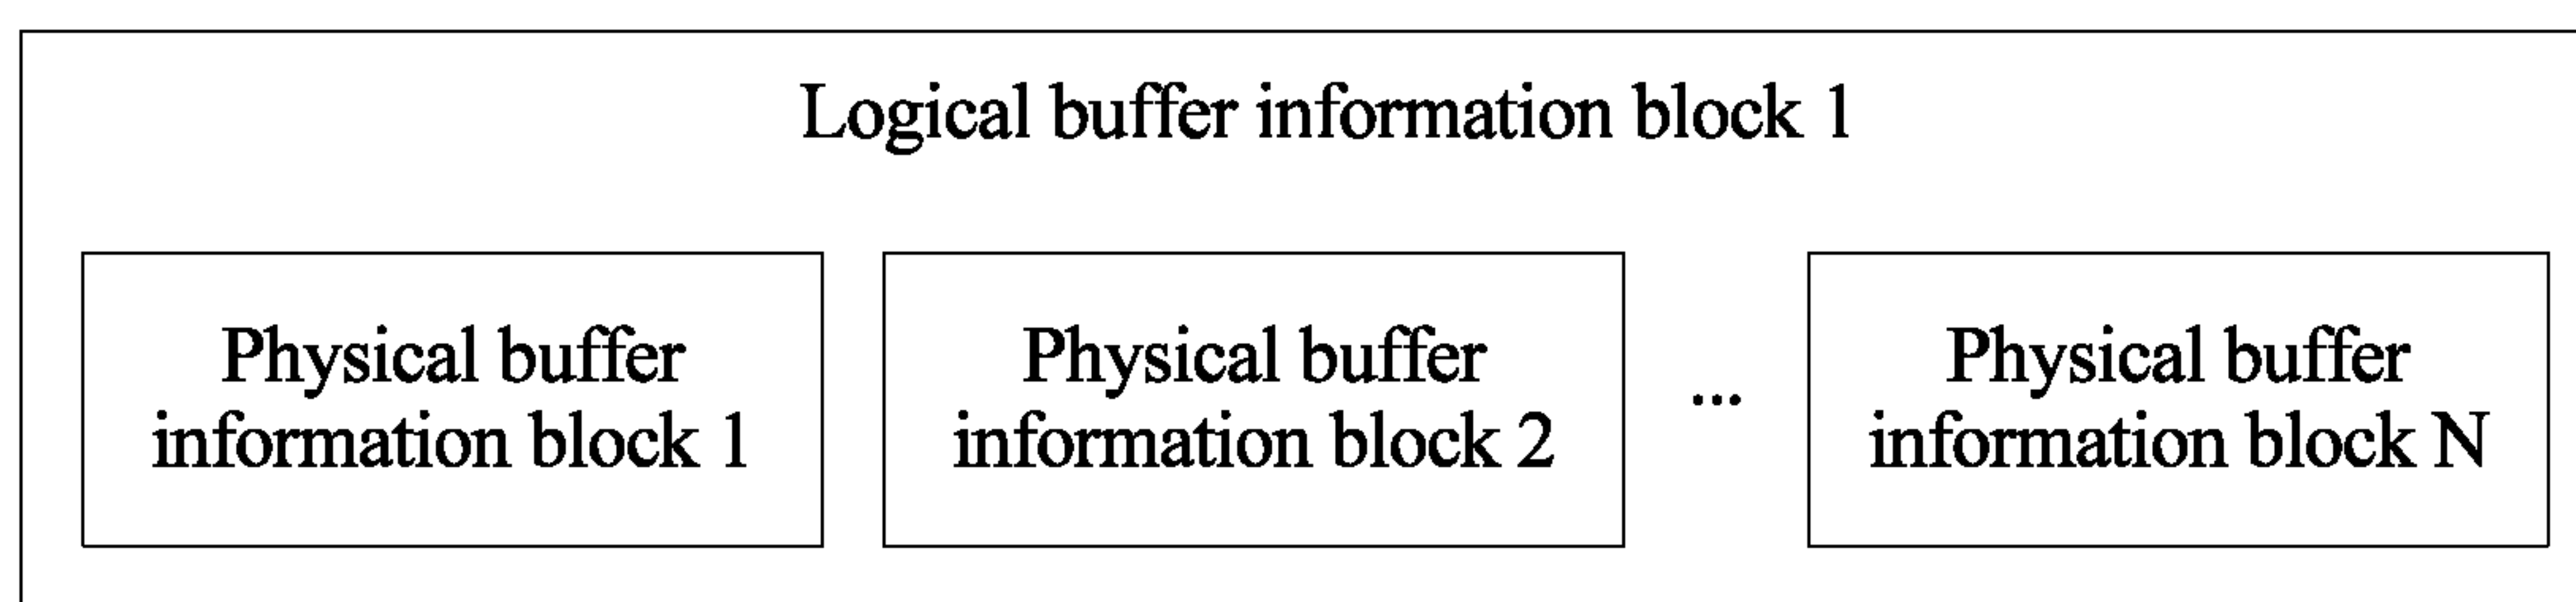 Logical buffer information block 1
Physical buffer
information block 1
Physical buffer
information block 2
...
Physical buffer
information block N